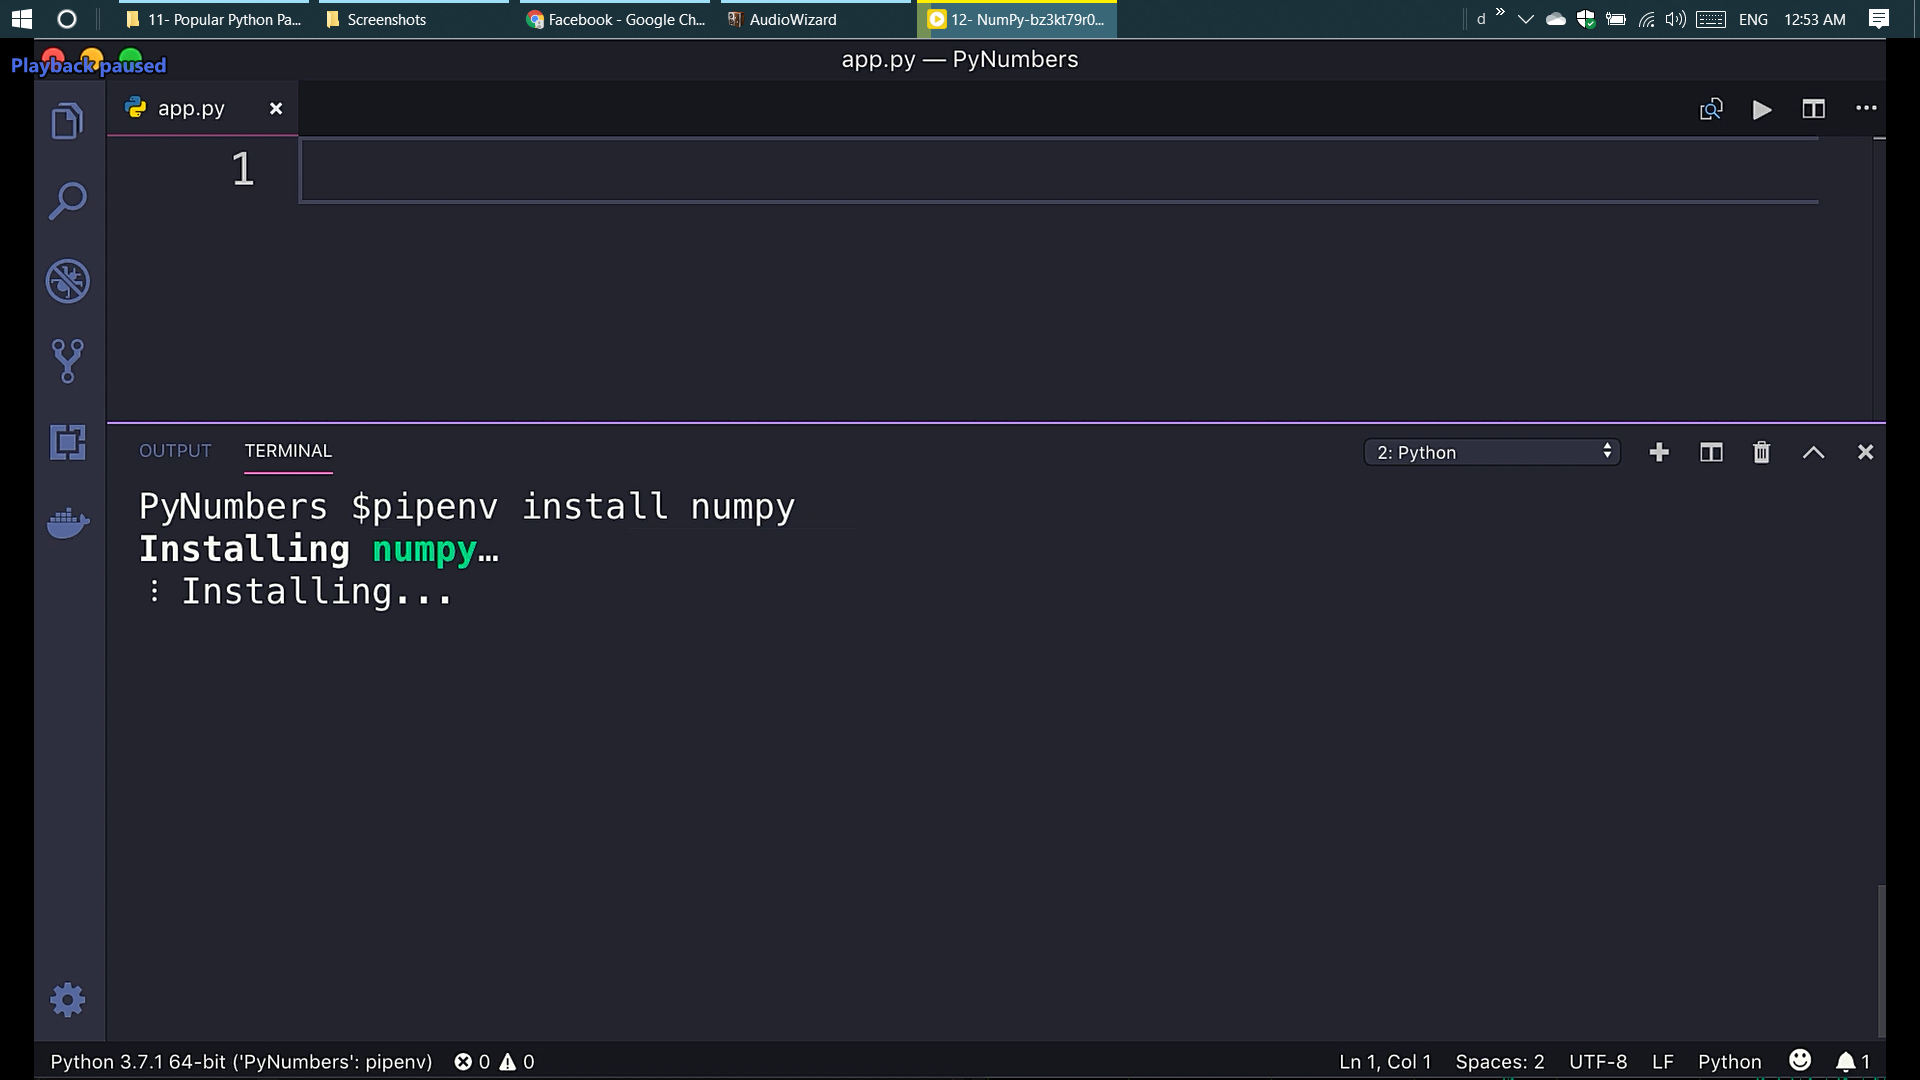 11- Popular Python Pa...
Screenshots
Facebook - Google Ch...
AudioWizard
12- NumPy-bz3kt79r0...
d
»
ENG
12:53 AM
Playback paused
app.py — PyNumbers
app.py
1
OUTPUT
TERMINAL
2: Python
PyNumbers $pipenv install numpy
Installing numpy…
⋮ Installing...
Python 3.7.1 64-bit ('PyNumbers': pipenv) 0 0
Ln 1, Col 1 Spaces: 2 UTF-8 LF Python 1